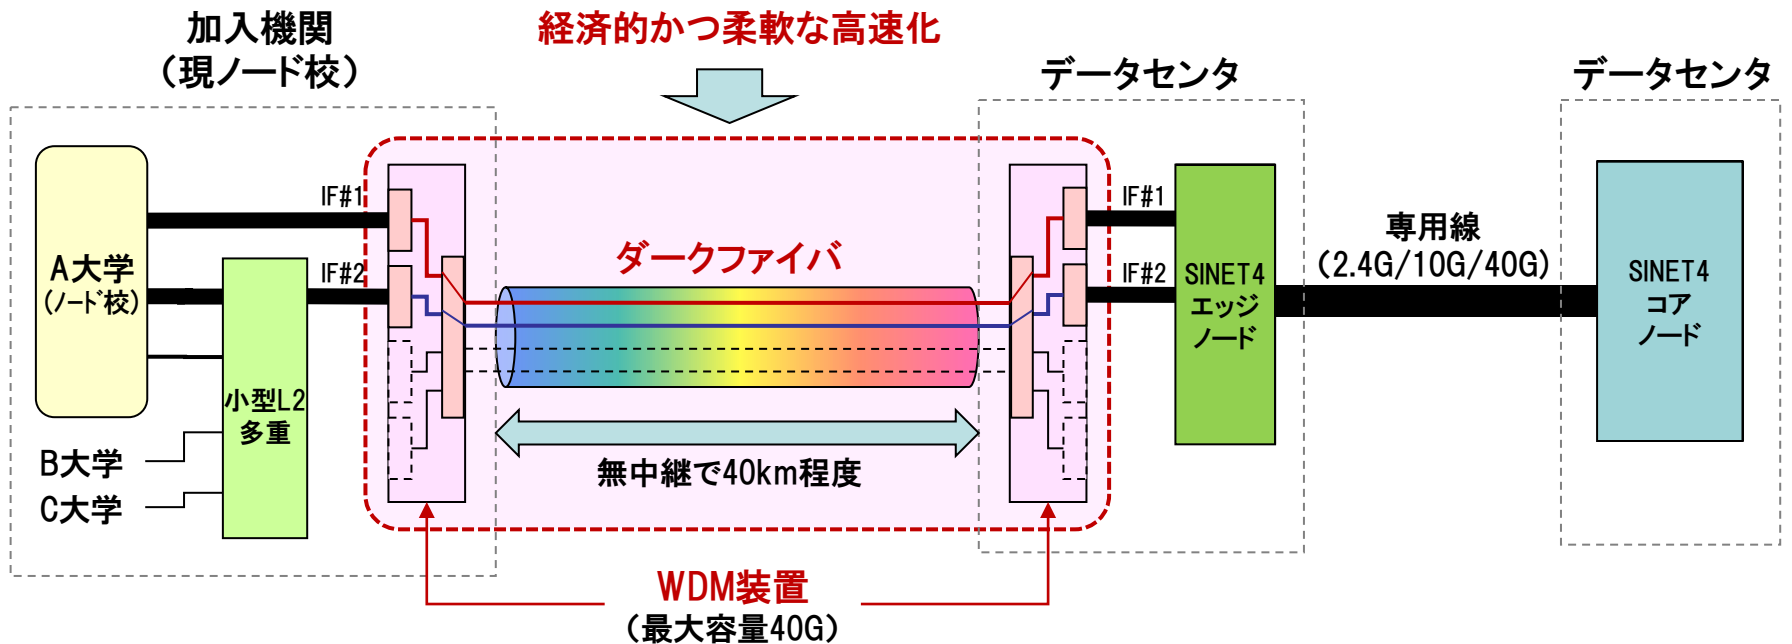 加入機関
（現ノード校）
経済的かつ柔軟な高速化
データセンタ
データセンタ
A大学
(ノード校)
IF#1
IF#2
小型L2
多重
B大学
C大学
ダークファイバ
無中継で40km程度
IF#1
IF#2
SINET4
エッジ
ノード
専用線
（2.4G/10G/40G）
SINET4
コア
ノード
WDM装置
（最大容量40G）